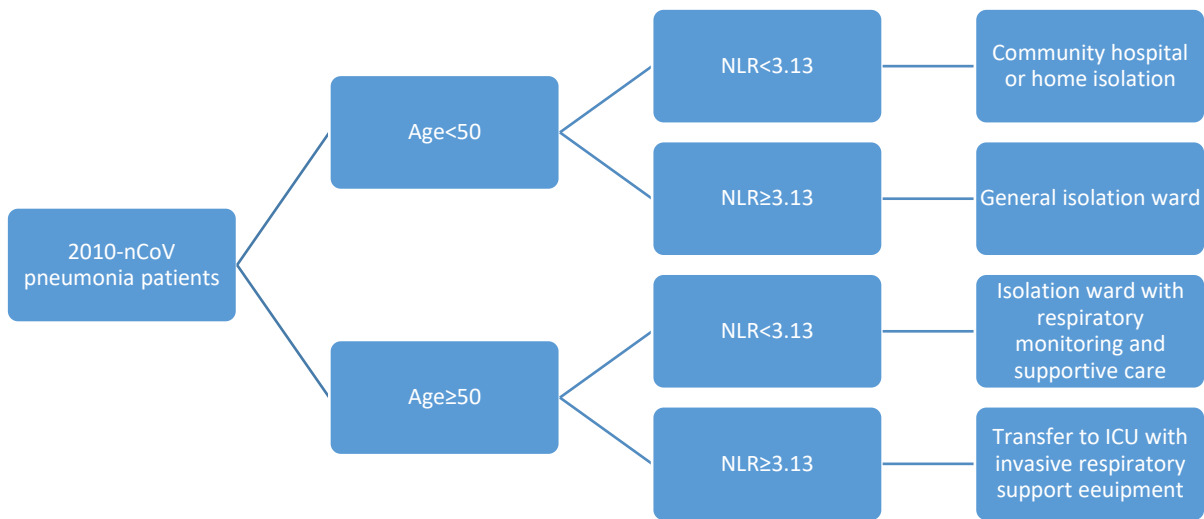 2010-nCoV
pneumonia patients
Age<50
NLR<3.13
Community hospital
or home isolation
NLR≥3.13
General isolation ward
Age≥50
NLR<3.13
Isolation ward with
respiratory
monitoring and
supportive care
NLR≥3.13
Transfer to ICU with
invasive respiratory
support eeuipment